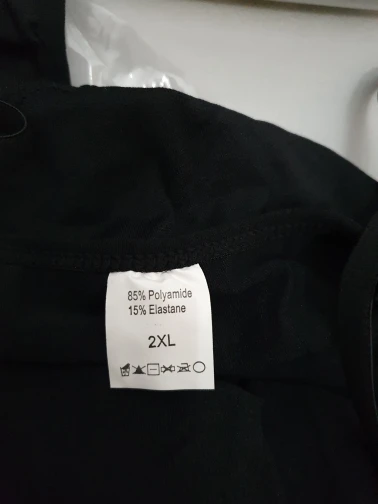 85% Polyamide
15% Elastane
2XL